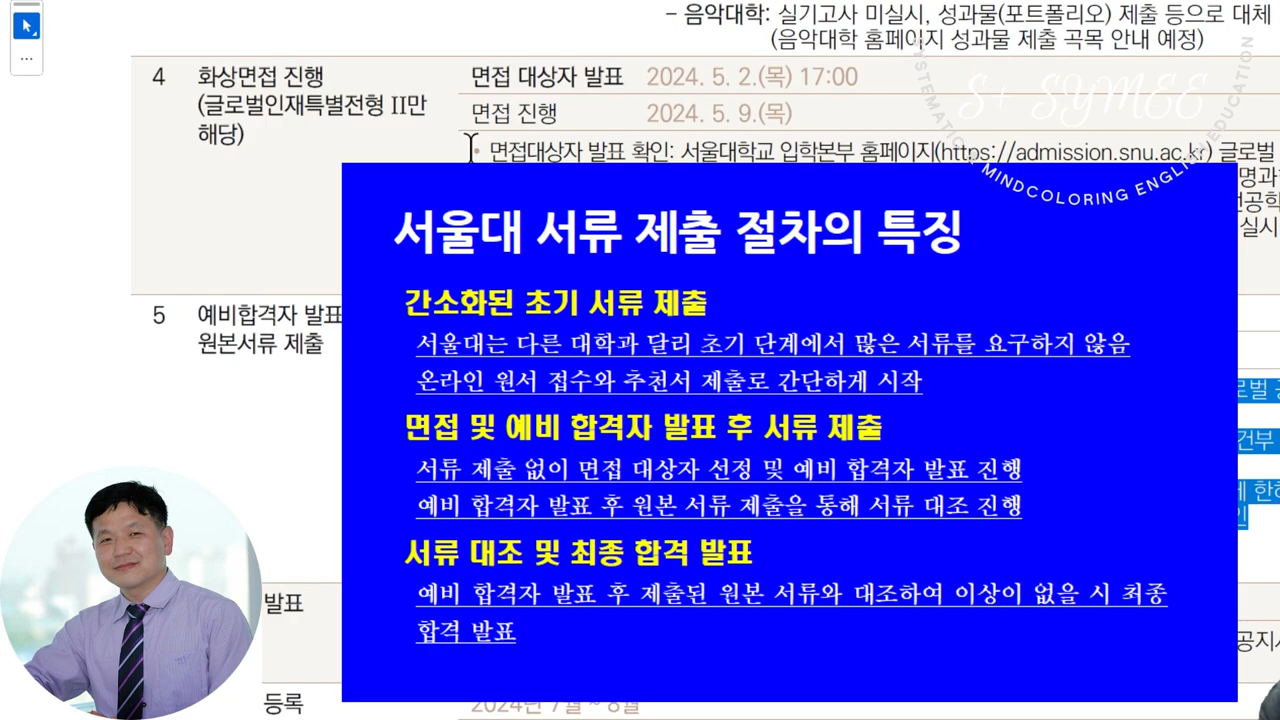 - 음악대학: 실기고사 미실시, 성과물(포트폴리오) 제출 등으로 대체
(음악대학 홈페이지 성과물 제출 곡목 안내 예정)
4 화상면접 진행 면접 대상자 발표 2024. 5. 2.(목) 17:00
(글로벌인재특별전형 II만 면접 진행 2024. 5. 9.(목)
해당)
• 면접대상자 발표 확인: 서울대학교 입학본부 홈페이지(https://admission.snu.ac.kr) 글로벌
S+ SYMEE
SYSTEMATIC & MINDCOLORING ENGLISH EDUCATION
서울대 서류 제출 절차의 특징
간소화된 초기 서류 제출
서울대는 다른 대학과 달리 초기 단계에서 많은 서류를 요구하지 않음
온라인 원서 접수와 추천서 제출로 간단하게 시작
면접 및 예비 합격자 발표 후 서류 제출
서류 제출 없이 면접 대상자 선정 및 예비 합격자 발표 진행
예비 합격자 발표 후 원본 서류 제출을 통해 서류 대조 진행
서류 대조 및 최종 합격 발표
예비 합격자 발표 후 제출된 원본 서류와 대조하여 이상이 없을 시 최종
합격 발표
5 예비합격자 발표
원본서류 제출
발표
등록
2024년 7월 ~ 8월